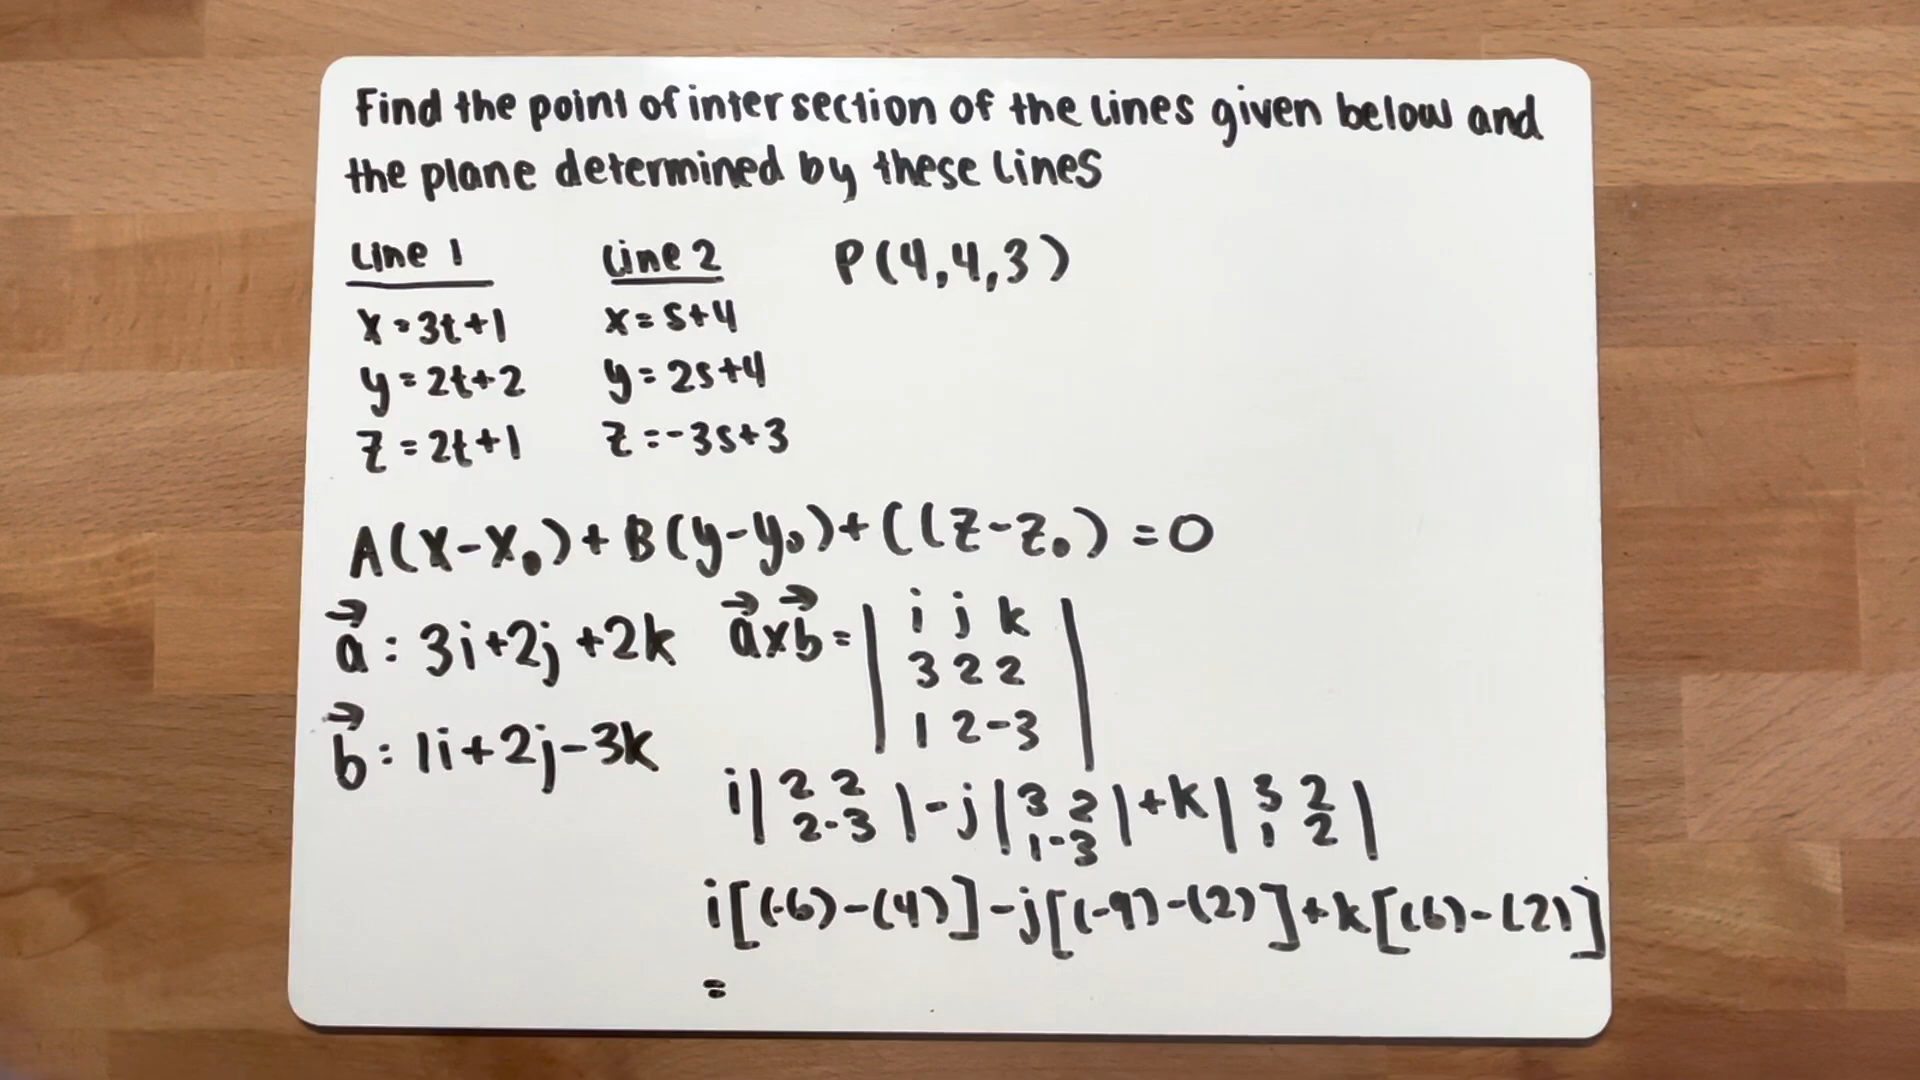 Find the point of intersection of the lines given below and
the plane determined by these lines
Line 1 Line 2 P(4,4,3)
x=3t+1 x=s+4
y=2t+2 y=2s+4
z=2t+1 z=-3s+3
A(x-x₀)+B(y-y₀)+C(z-z₀)=0
a⃗: 3i+2j+2k a⃗xb⃗= | i j k |
3 2 2
1 2 -3
b⃗: 1i+2j-3k
i| 2 2 |-j| 3 2 |+k| 3 2 |
2 -3 1 -3 1 2
i[(-6)-(4)]-j[(-9)-(2)]+k[(6)-(2)]
=